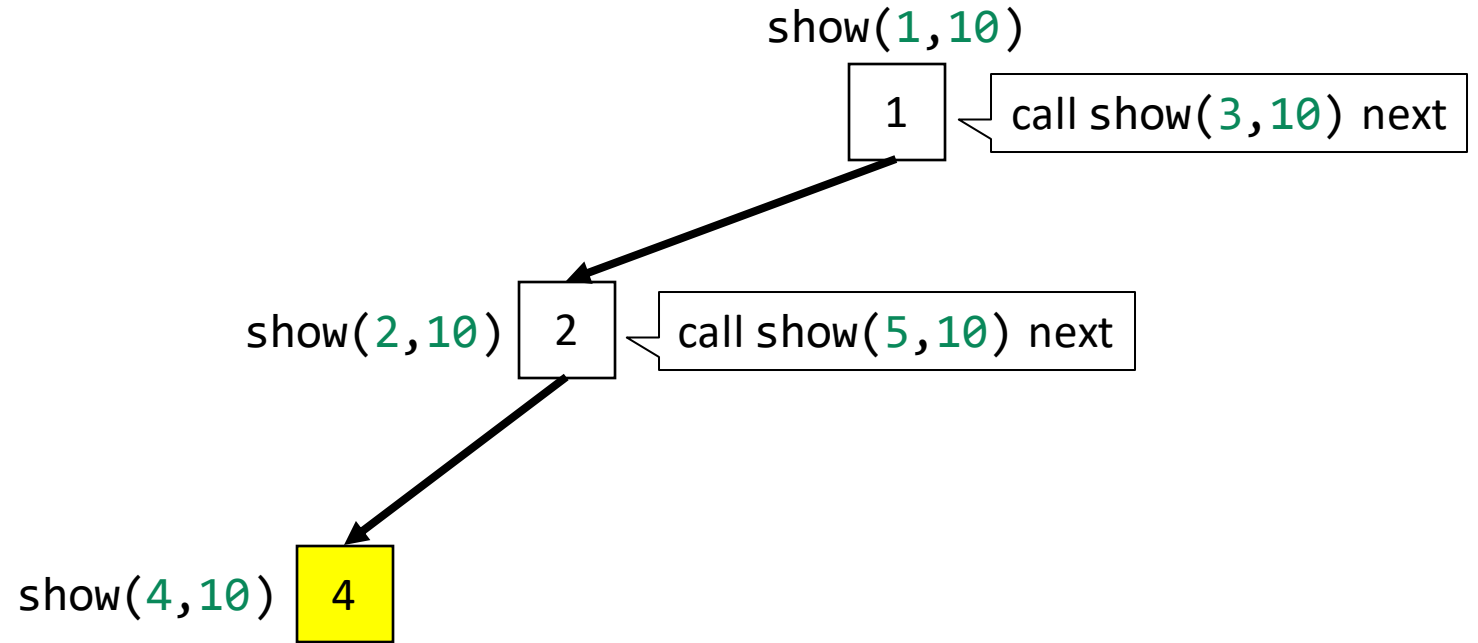 show(1,10)
1
call show(3,10) next
show(2,10)
2
call show(5,10) next
show(4,10)
4